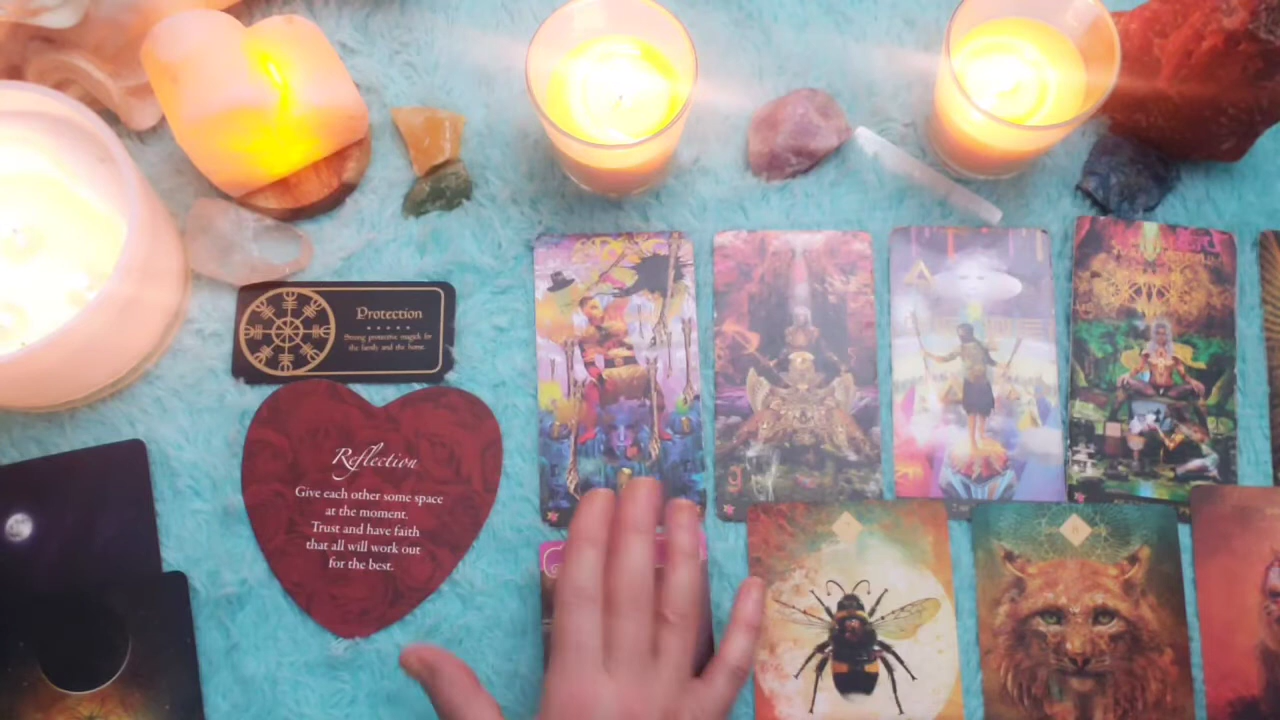 Protection
Strong protective magick for
the family and the home.
Reflection
Give each other some space
at the moment.
Trust and have faith
that all will work out
for the best.